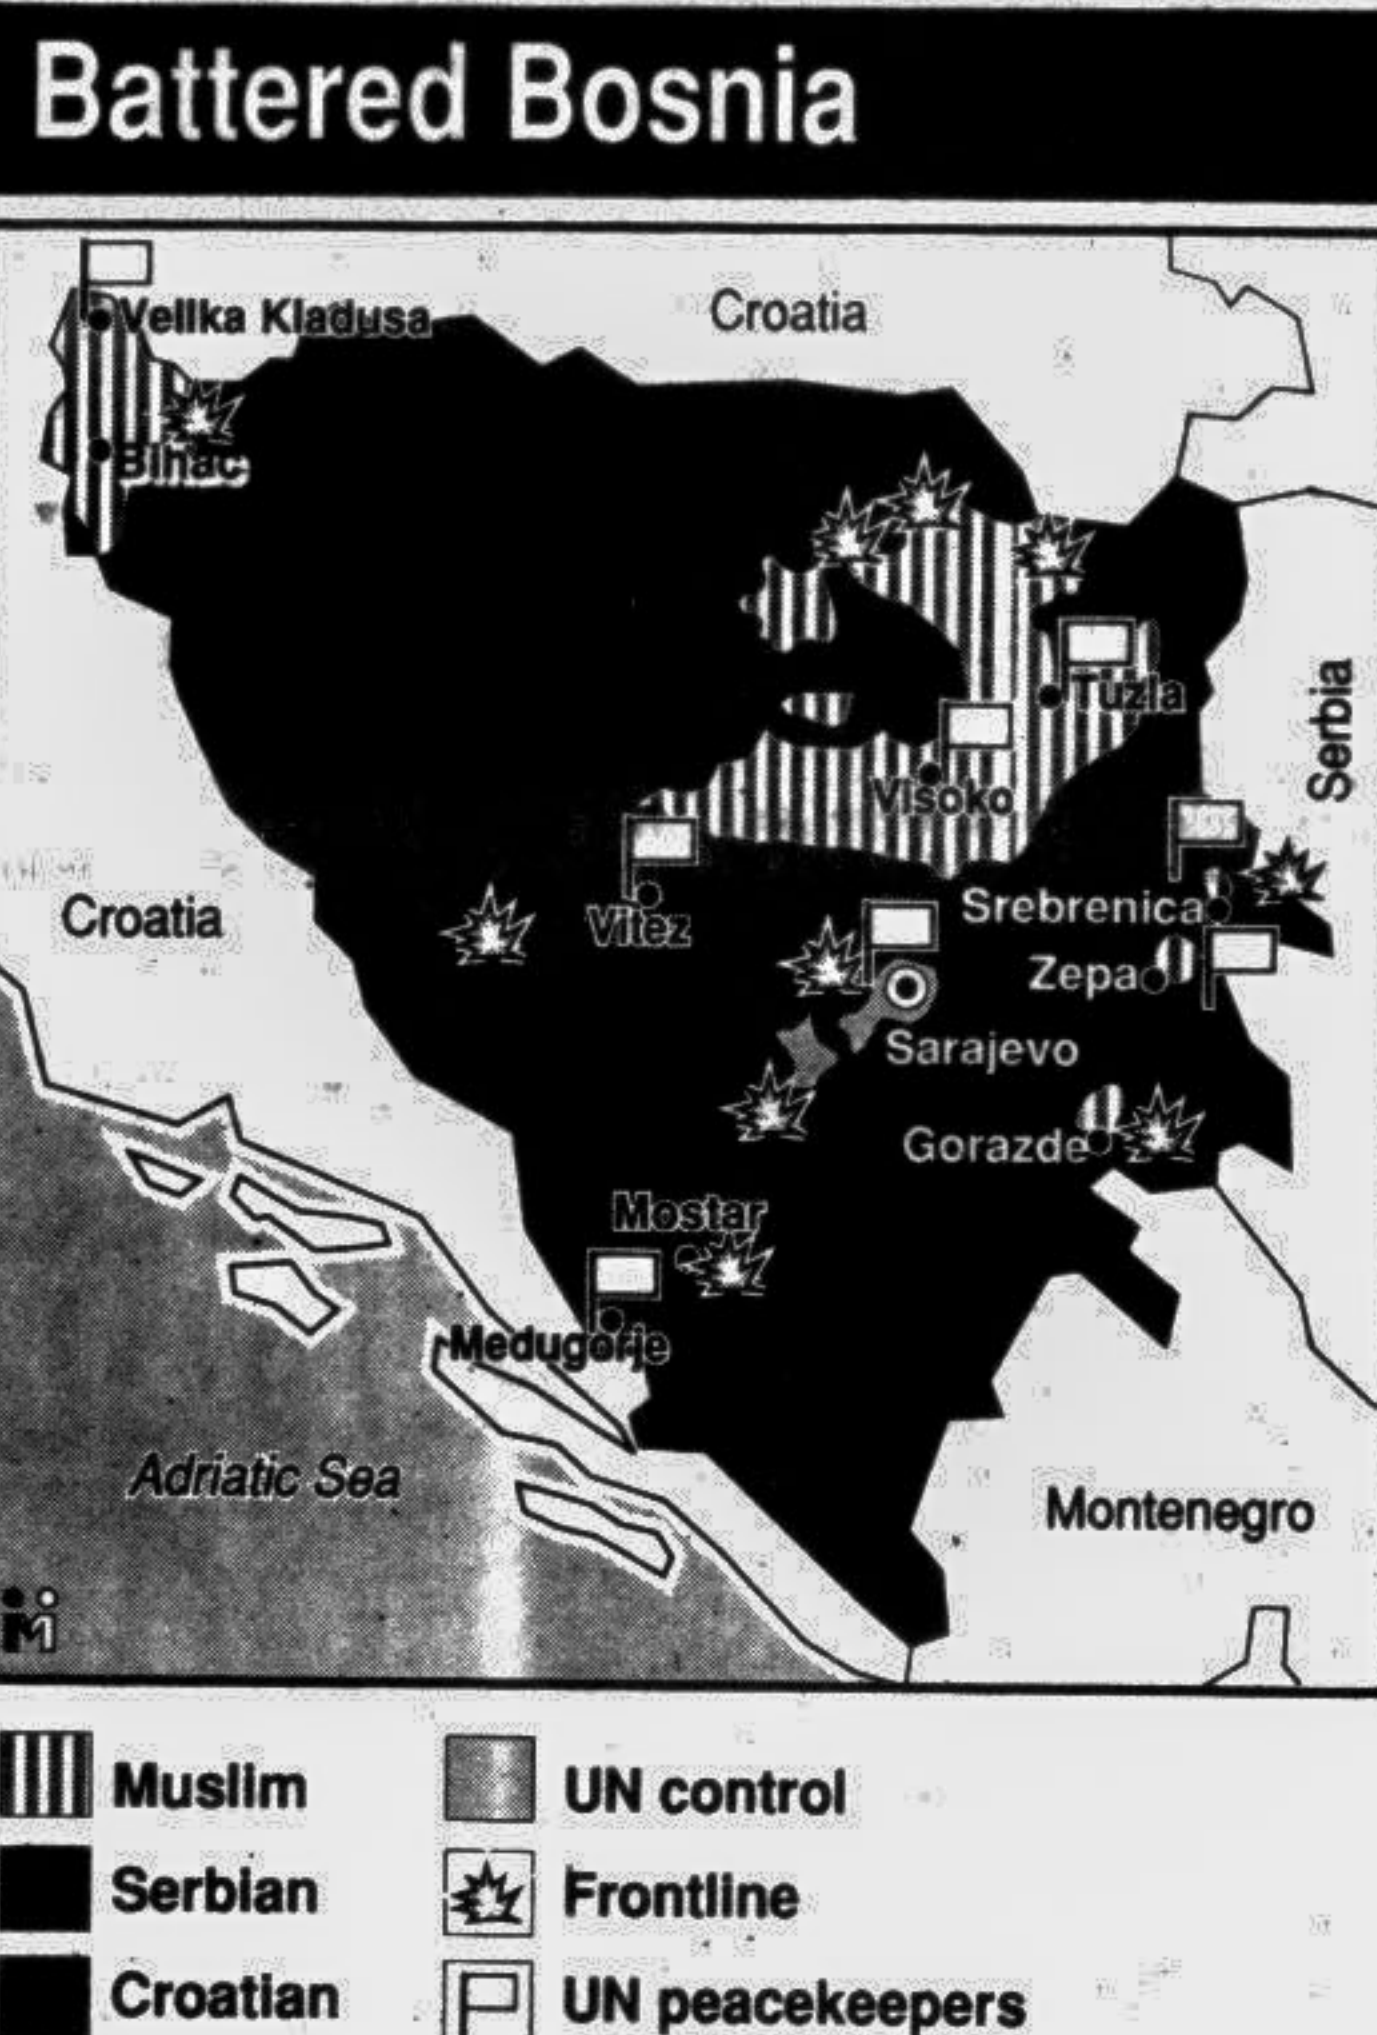 Battered Bosnia
Velika Kladusa
Croatia
Bihac
Serbia
Tuzla
Visoko
Croatia
Vitez
Srebrenica
Zepa
Sarajevo
Gorazde
Mostar
Medugorje
Adriatic Sea
Montenegro
Muslim
UN control
Serbian
Frontline
Croatian
UN peacekeepers